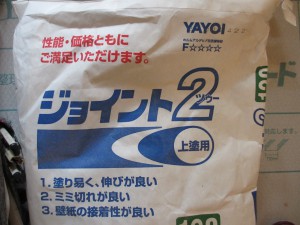 性能・価格ともに
ご満足いただけます。
YAYOI
F☆☆☆☆
ジョイント2
ツゥー
上塗用
1. 塗り易く、伸びが良い
2. ミミ切れが良い
3. 壁紙の接着性が良い